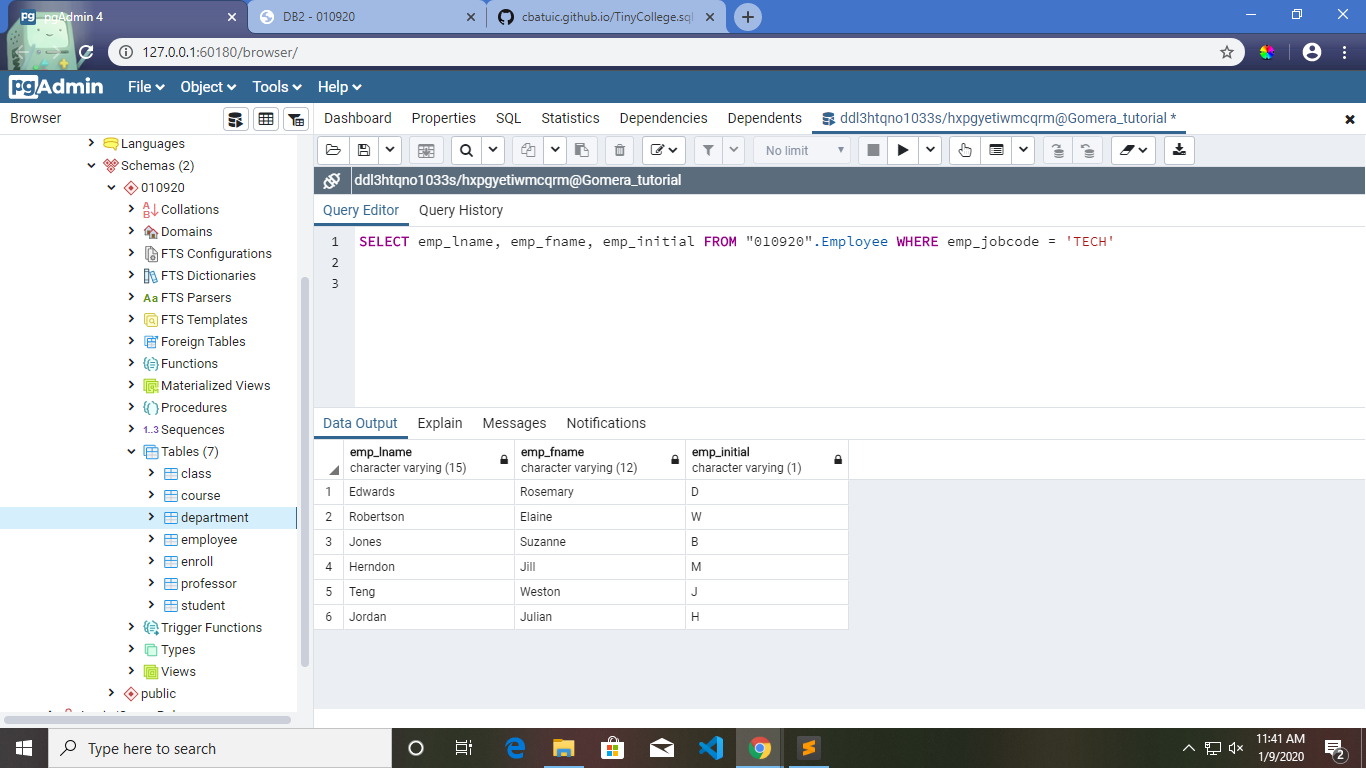 pgAdmin 4
DB2 - 010920
cbatuic.github.io/TinyCollege.sql
127.0.0.1:60180/browser/
pgAdmin File Object Tools Help
Browser
Dashboard Properties SQL Statistics Dependencies Dependents ddl3htqno1033s/hxpgyetiwmcqrm@Gomera_tutorial *
Languages
Schemas (2)
010920
Collations
Domains
FTS Configurations
FTS Dictionaries
Aa FTS Parsers
FTS Templates
Foreign Tables
Functions
Materialized Views
Procedures
1..3 Sequences
Tables (7)
class
course
department
employee
enroll
professor
student
Trigger Functions
Types
Views
public
No limit
ddl3htqno1033s/hxpgyetiwmcqrm@Gomera_tutorial
Query Editor Query History
1 SELECT emp_lname, emp_fname, emp_initial FROM "010920".Employee WHERE emp_jobcode = 'TECH'
2
3
Data Output Explain Messages Notifications
emp_lname emp_fname emp_initial
character varying (15) character varying (12) character varying (1)
1 Edwards Rosemary D
2 Robertson Elaine W
3 Jones Suzanne B
4 Herndon Jill M
5 Teng Weston J
6 Jordan Julian H
Type here to search
11:41 AM
1/9/2020
2